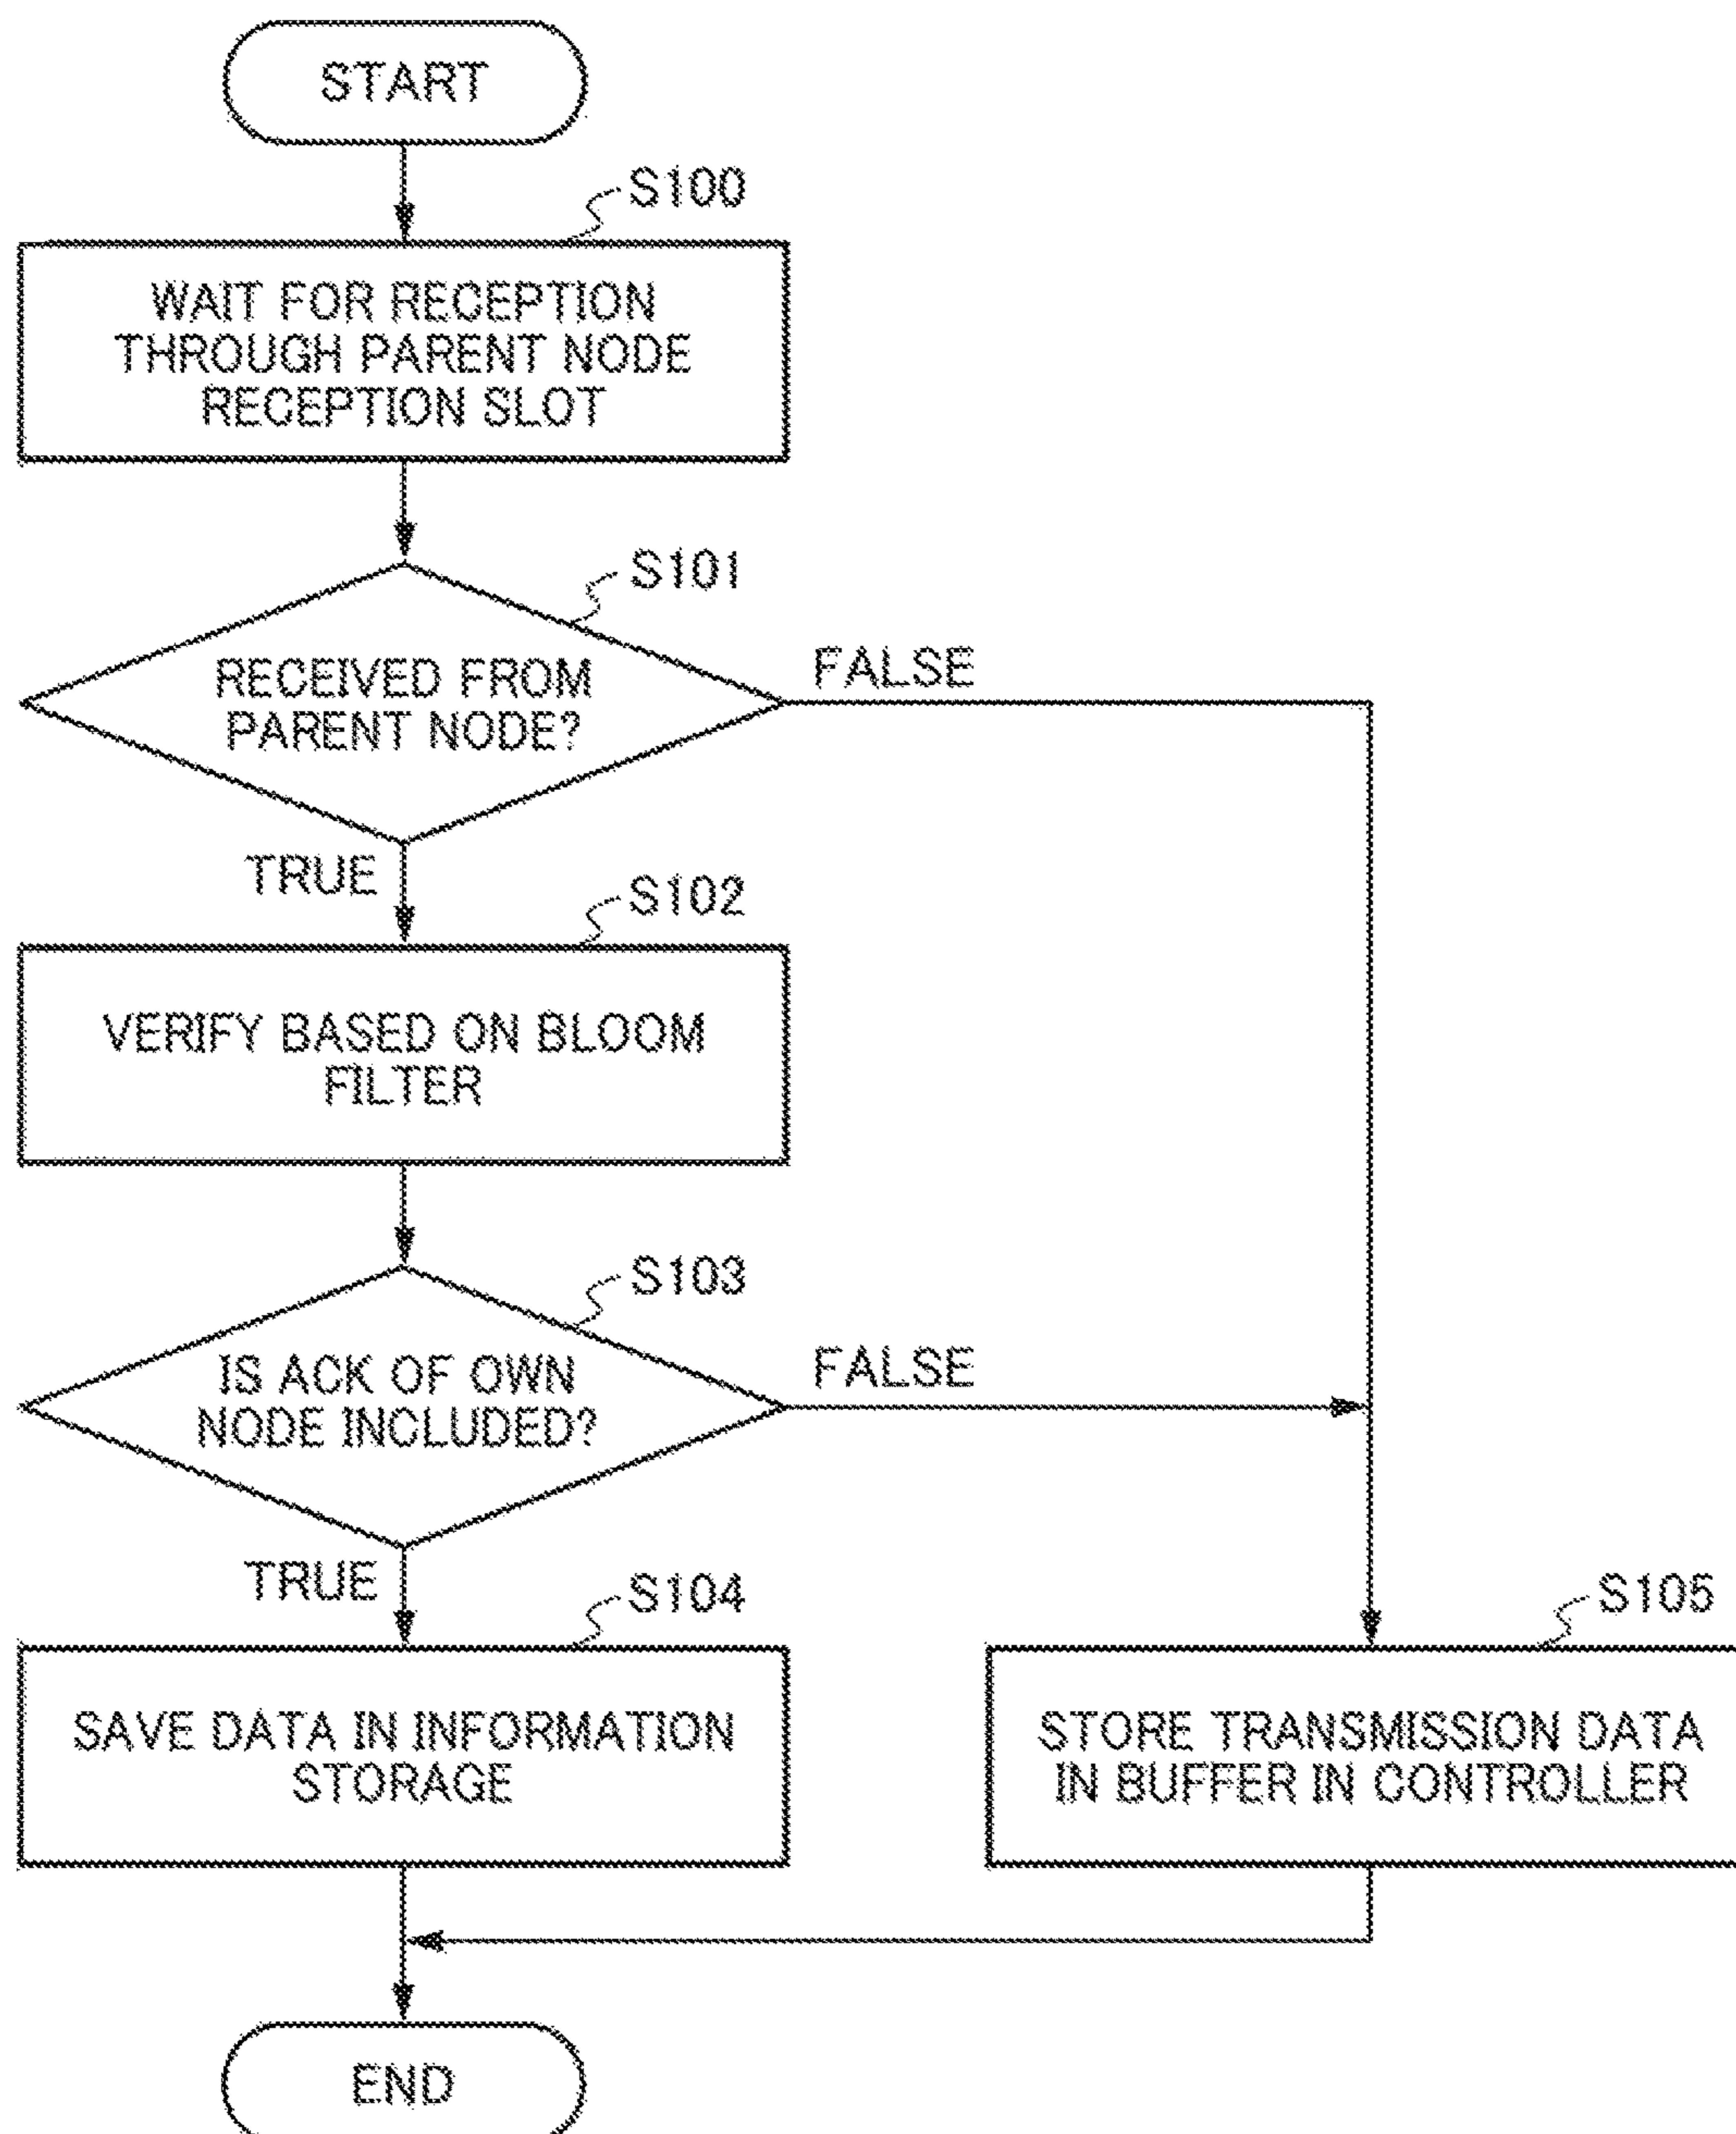 START
S100
WAIT FOR RECEPTION
THROUGH PARENT NODE
RECEPTION SLOT
S101
RECEIVED FROM
PARENT NODE?
FALSE
TRUE
S102
VERIFY BASED ON BLOOM
FILTER
S103
IS ACK OF OWN
NODE INCLUDED?
FALSE
TRUE
S104
SAVE DATA IN INFORMATION
STORAGE
S105
STORE TRANSMISSION DATA
IN BUFFER IN CONTROLLER
END